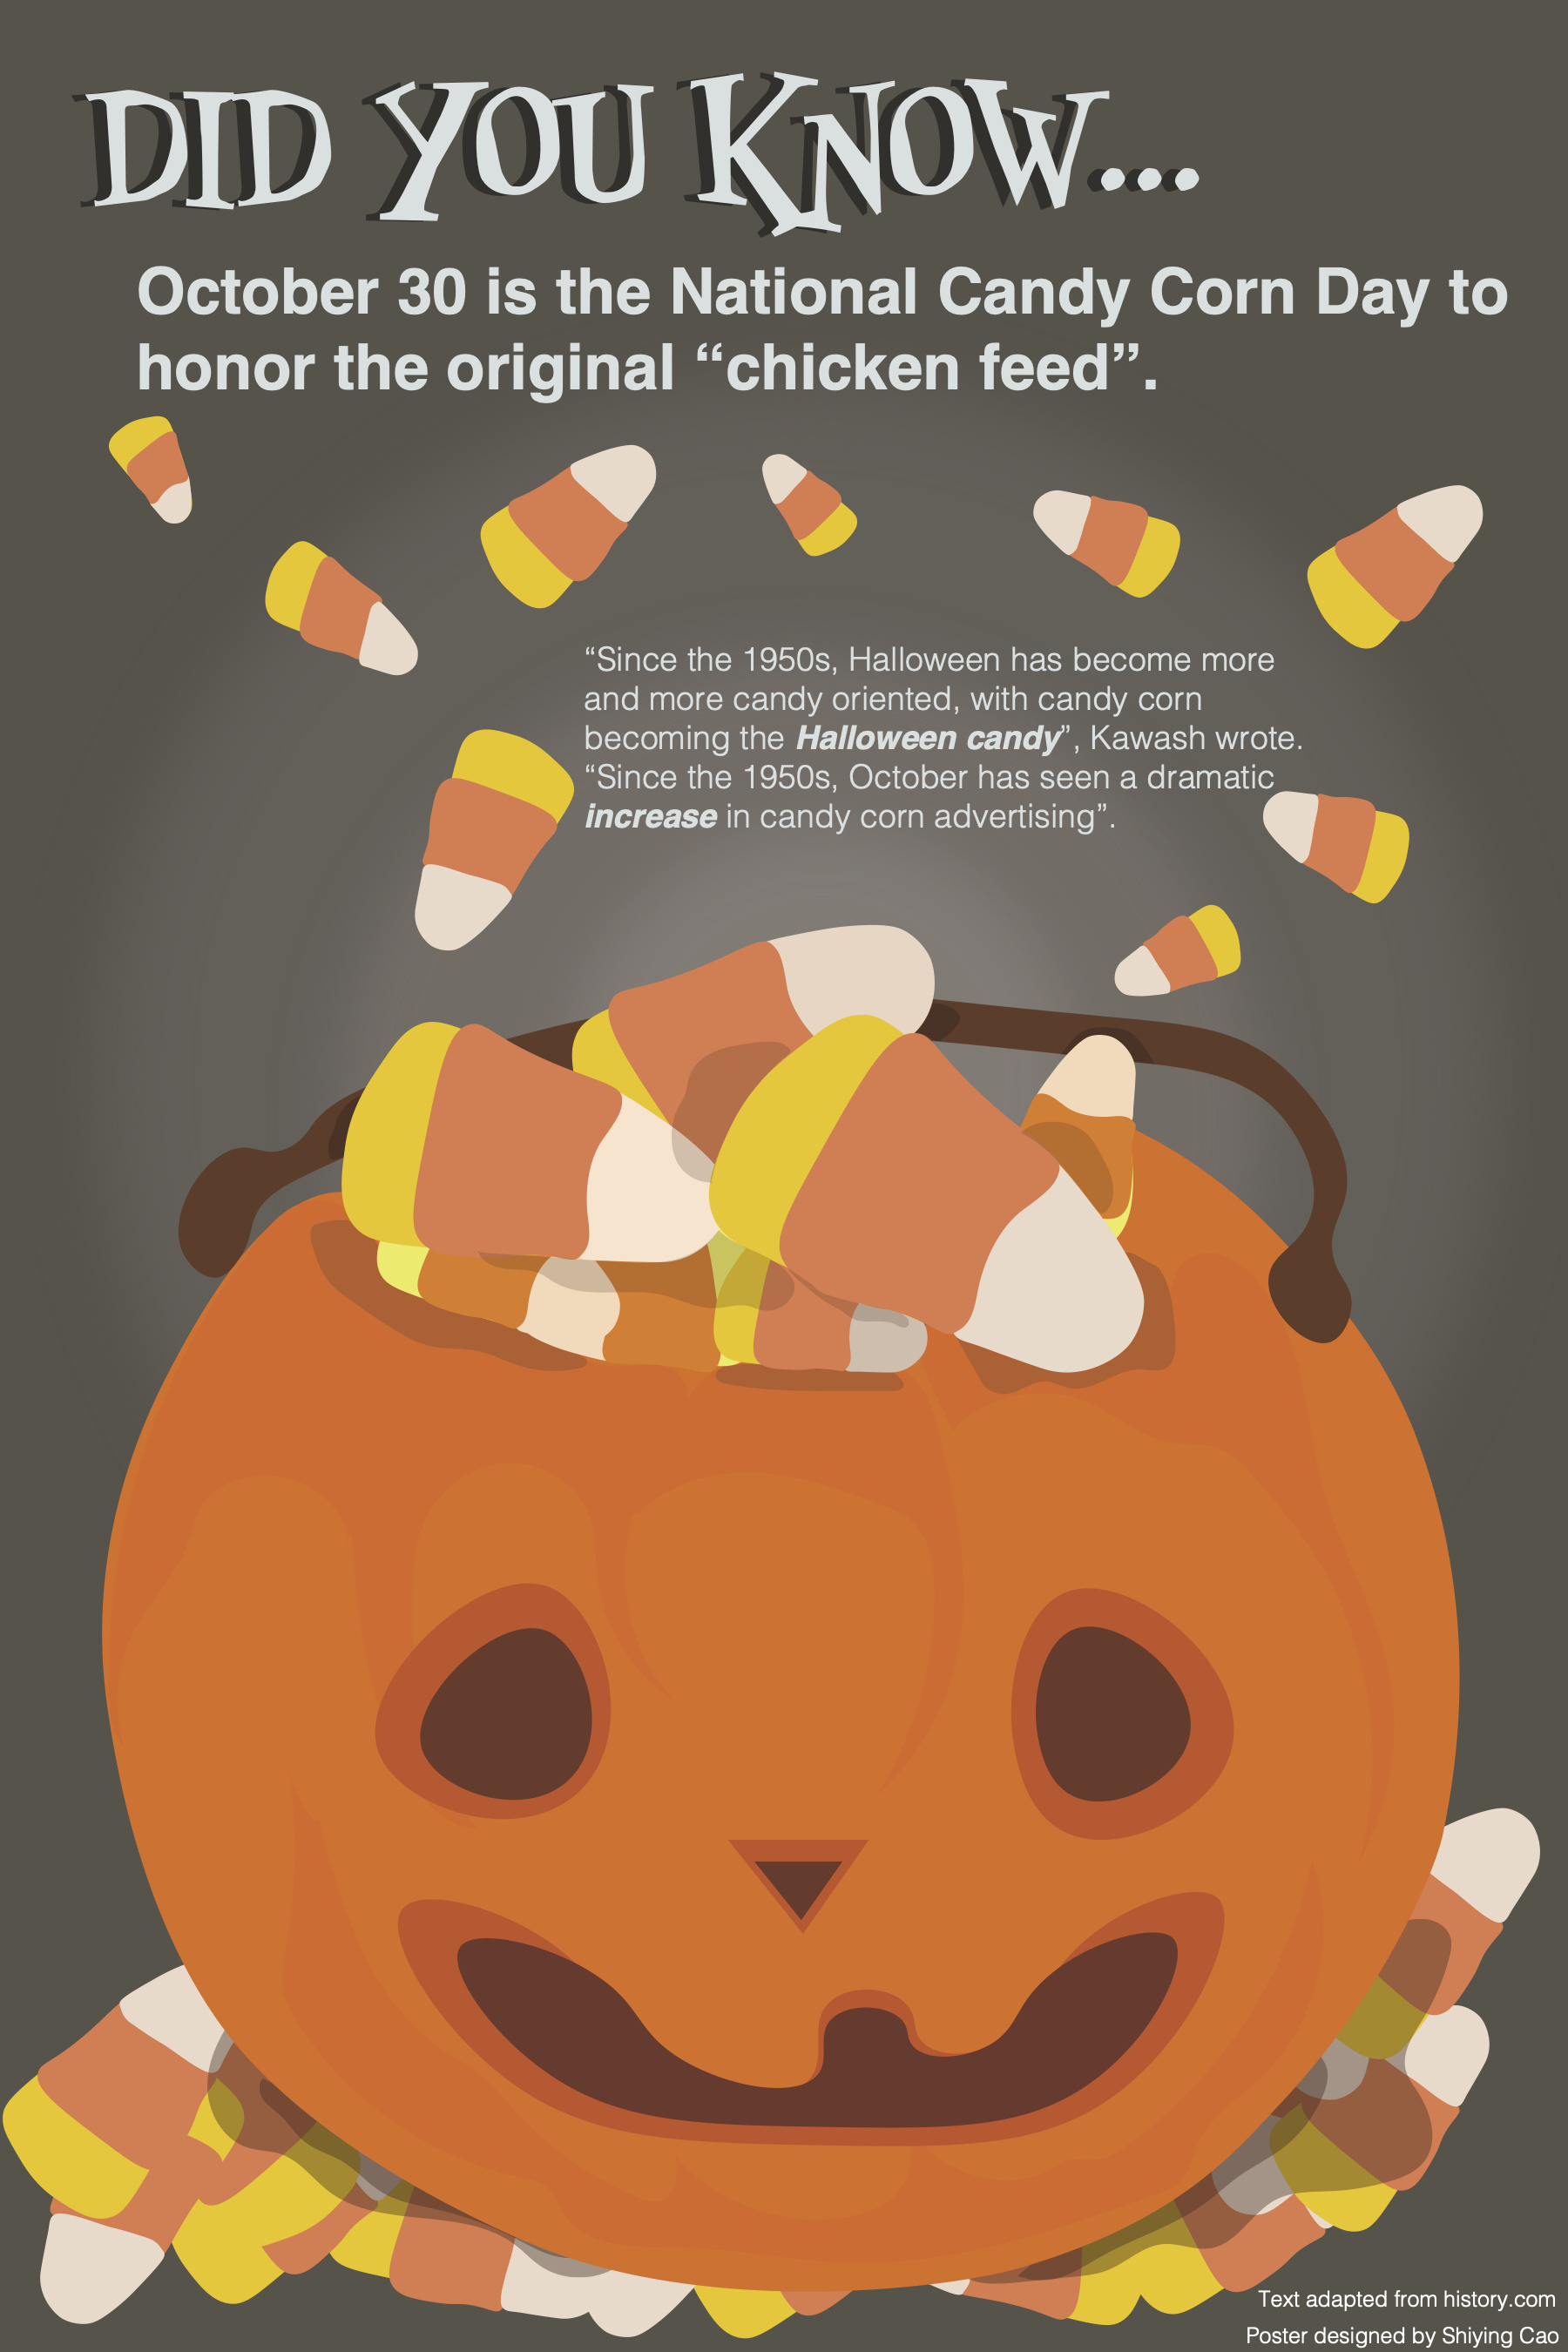 DID YOU KNOW...
October 30 is the National Candy Corn Day to
honor the original “chicken feed”.
“Since the 1950s, Halloween has become more
and more candy oriented, with candy corn
becoming the Halloween candy”, Kawash wrote.
“Since the 1950s, October has seen a dramatic
increase in candy corn advertising”.
Text adapted from history.com
Poster designed by Shiying Cao